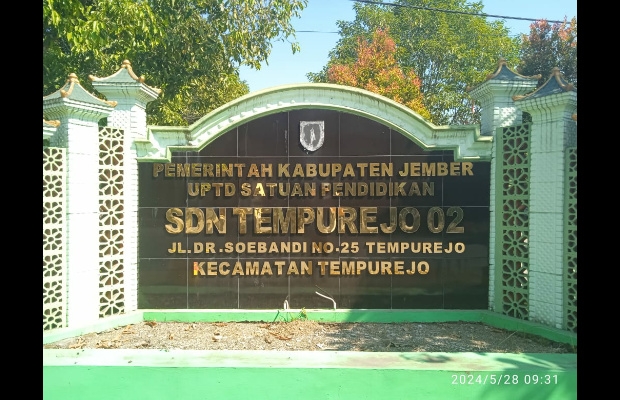 PEMERINTAH KABUPATEN JEMBER
UPTD SATUAN PENDIDIKAN
SDN TEMPUREJO 02
JL.DR.SOEBANDI NO-25 TEMPUREJO
KECAMATAN TEMPUREJO
2024/5/28 09:31